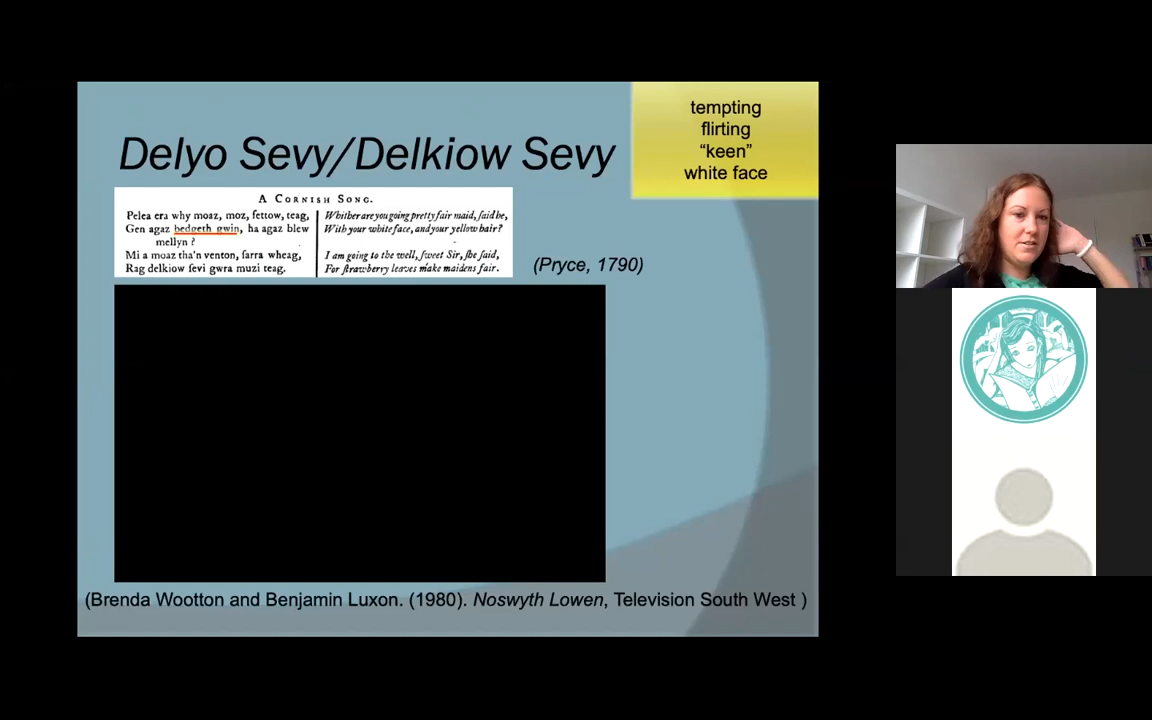 tempting
flirting
“keen”
white face
Delyo Sevy/Delkiow Sevy
A CORNISH SONG.
Pelea era why moaz, moz, fettow, teag,
Gen agaz bedgeth gwin, ha agaz blew
mellyn ?
Mi a moaz tha'n venton, sarra wheag,
Rag delkiow sevi gwra muzi teag.
Whither are you going pretty fair maid, said he,
With your white face, and your yellow hair?
I am going to the well, sweet Sir, she said,
For strawberry leaves make maidens fair.
(Pryce, 1790)
(Brenda Wootton and Benjamin Luxon. (1980). Noswyth Lowen, Television South West )